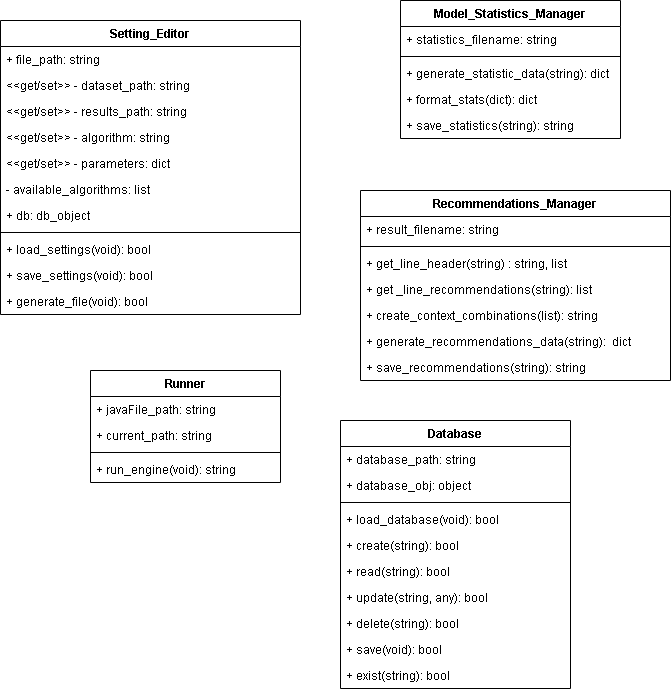 Setting_Editor
+ file_path: string
<<get/set>> - dataset_path: string
<<get/set>> - results_path: string
<<get/set>> - algorithm: string
<<get/set>> - parameters: dict
- available_algorithms: list
+ db: db_object
+ load_settings(void): bool
+ save_settings(void): bool
+ generate_file(void): bool
Model_Statistics_Manager
+ statistics_filename: string
+ generate_statistic_data(string): dict
+ format_stats(dict): dict
+ save_statistics(string): string
Recommendations_Manager
+ result_filename: string
+ get_line_header(string) : string, list
+ get _line_recommendations(string): list
+ create_context_combinations(list): string
+ generate_recommendations_data(string):  dict
+ save_recommendations(string): string
Runner
+ javaFile_path: string
+ current_path: string
+ run_engine(void): string
Database
+ database_path: string
+ database_obj: object
+ load_database(void): bool
+ create(string): bool
+ read(string): bool
+ update(string, any): bool
+ delete(string): bool
+ save(void): bool
+ exist(string): bool